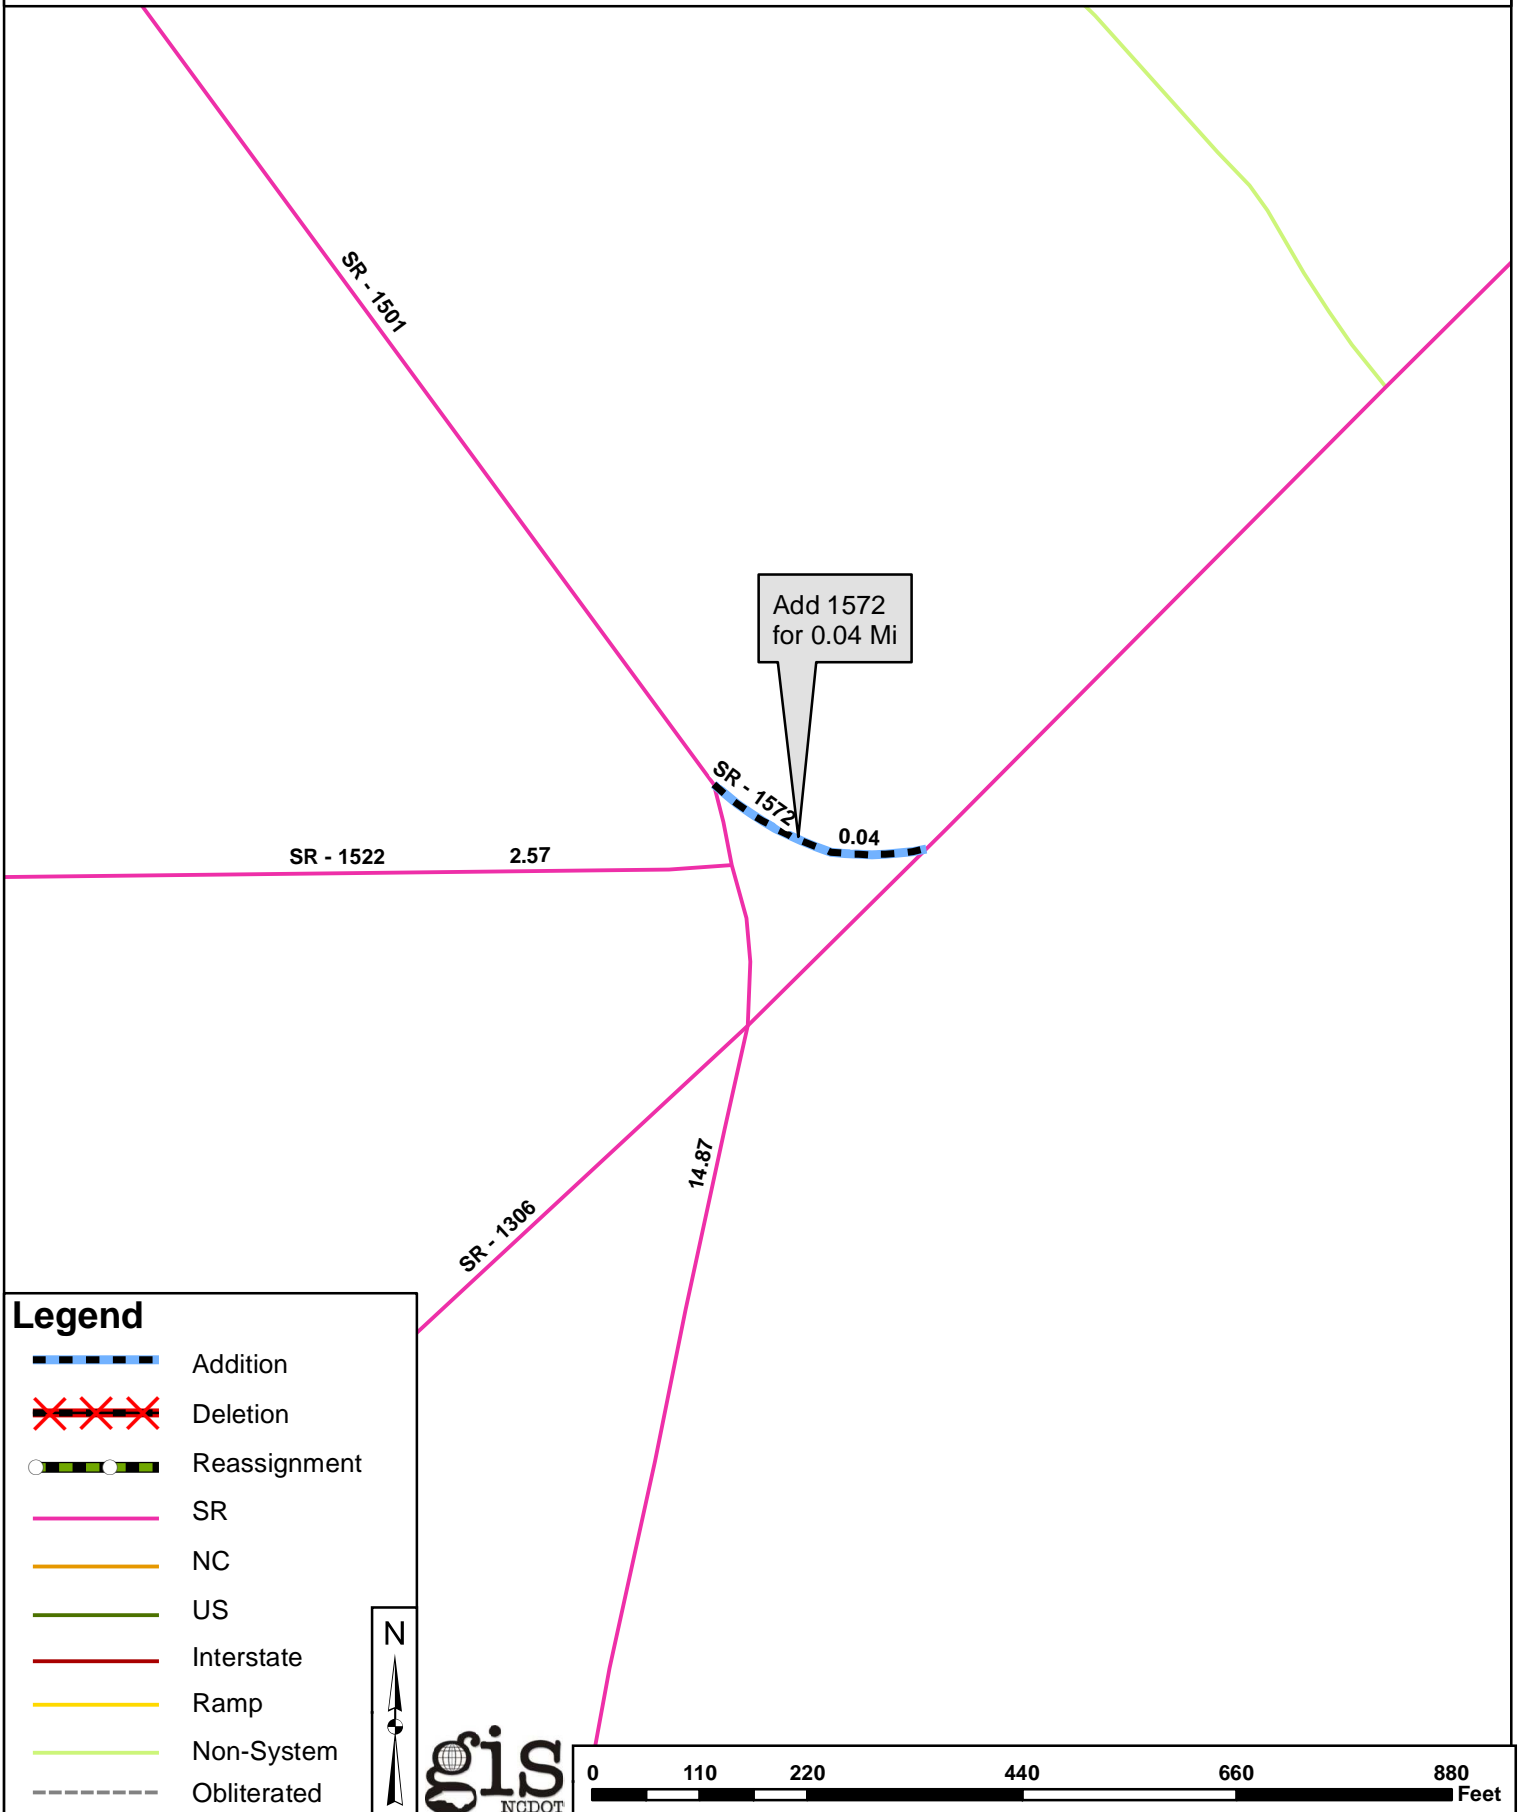 SR - 1501
Add 1572
for 0.04 Mi
SR - 1572
0.04
SR - 1522
2.57
14.87
SR - 1306
Legend
Addition
Deletion
Reassignment
SR
NC
US
Interstate
Ramp
Non-System
Obliterated
N
gis
NCDOT
0 110 220 440 660 880
Feet